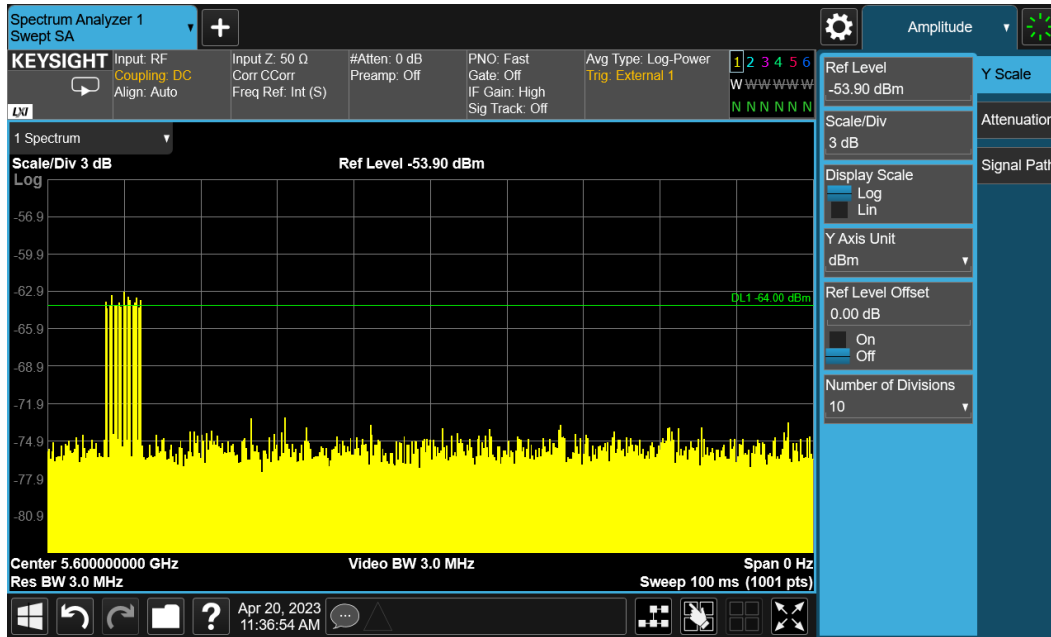 Spectrum Analyzer 1
Swept SA
+
Amplitude
KEYSIGHT
LXI
Input: RF
Coupling: DC
Align: Auto
Input Z: 50 Ω
Corr CCorr
Freq Ref: Int (S)
#Atten: 0 dB
Preamp: Off
PNO: Fast
Gate: Off
IF Gain: High
Sig Track: Off
Avg Type: Log-Power
Trig: External 1
1 2 3 4 5 6
W W W W W W
N N N N N N
1 Spectrum
Scale/Div 3 dB
Ref Level -53.90 dBm
Log
-56.9
-59.9
-62.9
-65.9
-68.9
-71.9
-74.9
-77.9
-80.9
DL1 -64.00 dBm
Center 5.600000000 GHz
Video BW 3.0 MHz
Span 0 Hz
Res BW 3.0 MHz
Sweep 100 ms (1001 pts)
Ref Level
-53.90 dBm
Scale/Div
3 dB
Display Scale
Log
Lin
Y Axis Unit
dBm
Ref Level Offset
0.00 dB
On
Off
Number of Divisions
10
Y Scale
Attenuation
Signal Path
?
Apr 20, 2023
11:36:54 AM